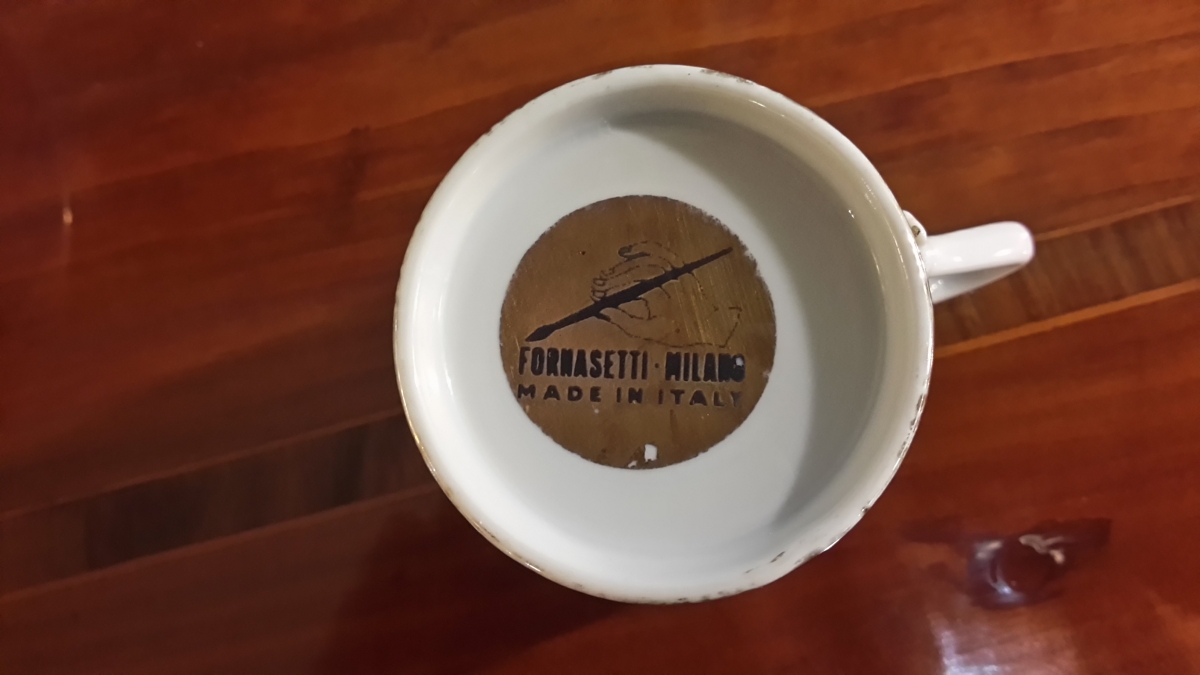 FORNASETTI · MILANO
MADE IN ITALY